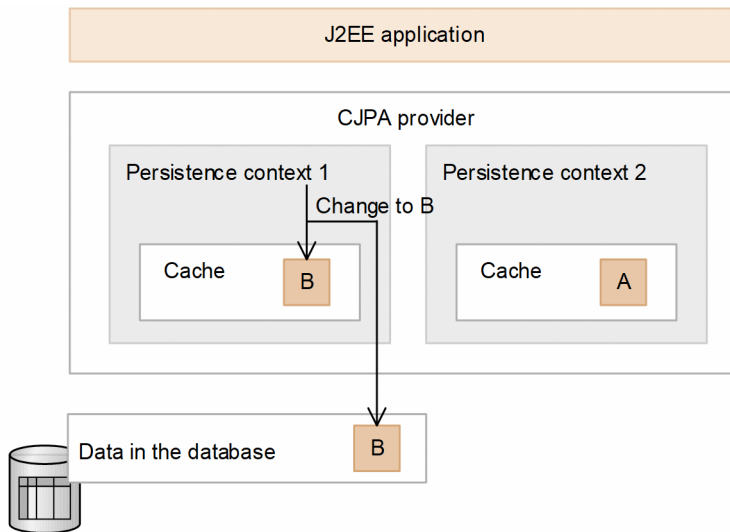 J2EE application
CJPA provider
Persistence context 1
Persistence context 2
Change to B
Cache
B
Cache
A
Data in the database
B